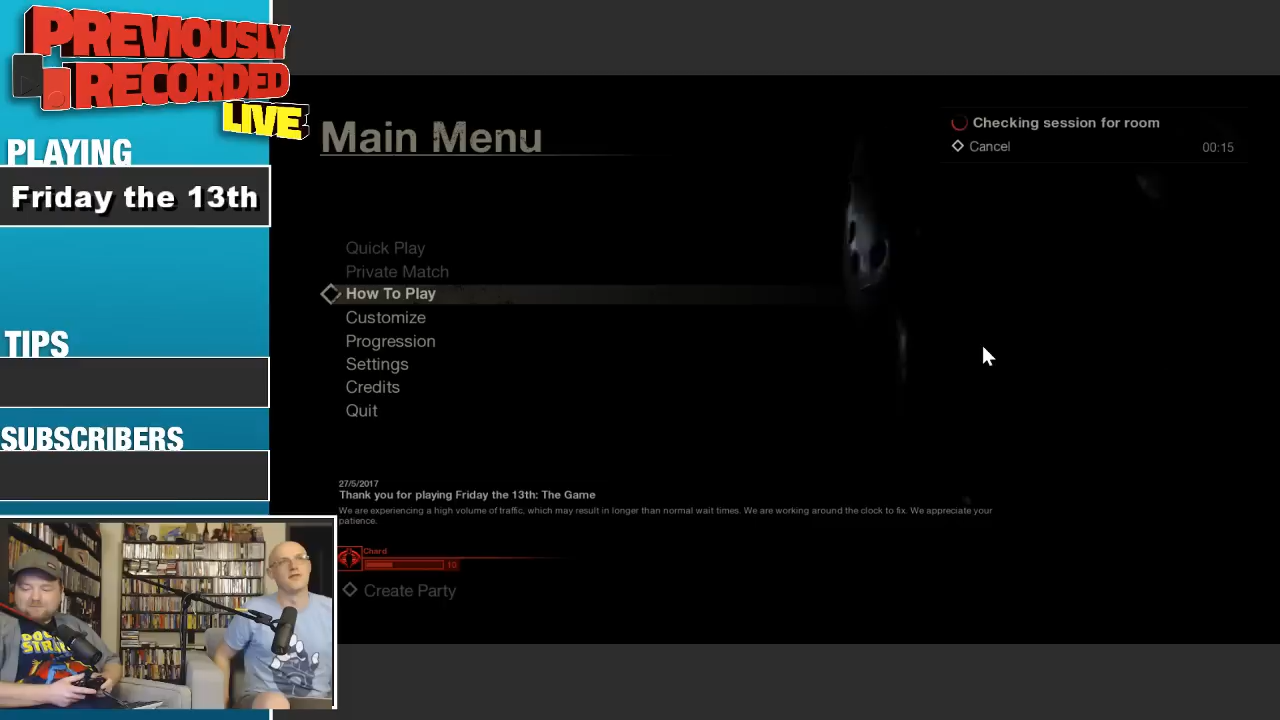 PREVIOUSLY
RECORDED
LIVE
PLAYING
Friday the 13th
TIPS
SUBSCRIBERS
Main Menu
Checking session for room
Cancel
00:15
Quick Play
Private Match
How To Play
Customize
Progression
Settings
Credits
Quit
27/5/2017
Thank you for playing Friday the 13th: The Game
We are experiencing a high volume of traffic, which may result in longer than normal wait times. We are working around the clock to fix. We appreciate your
patience.
Chard
10
Create Party